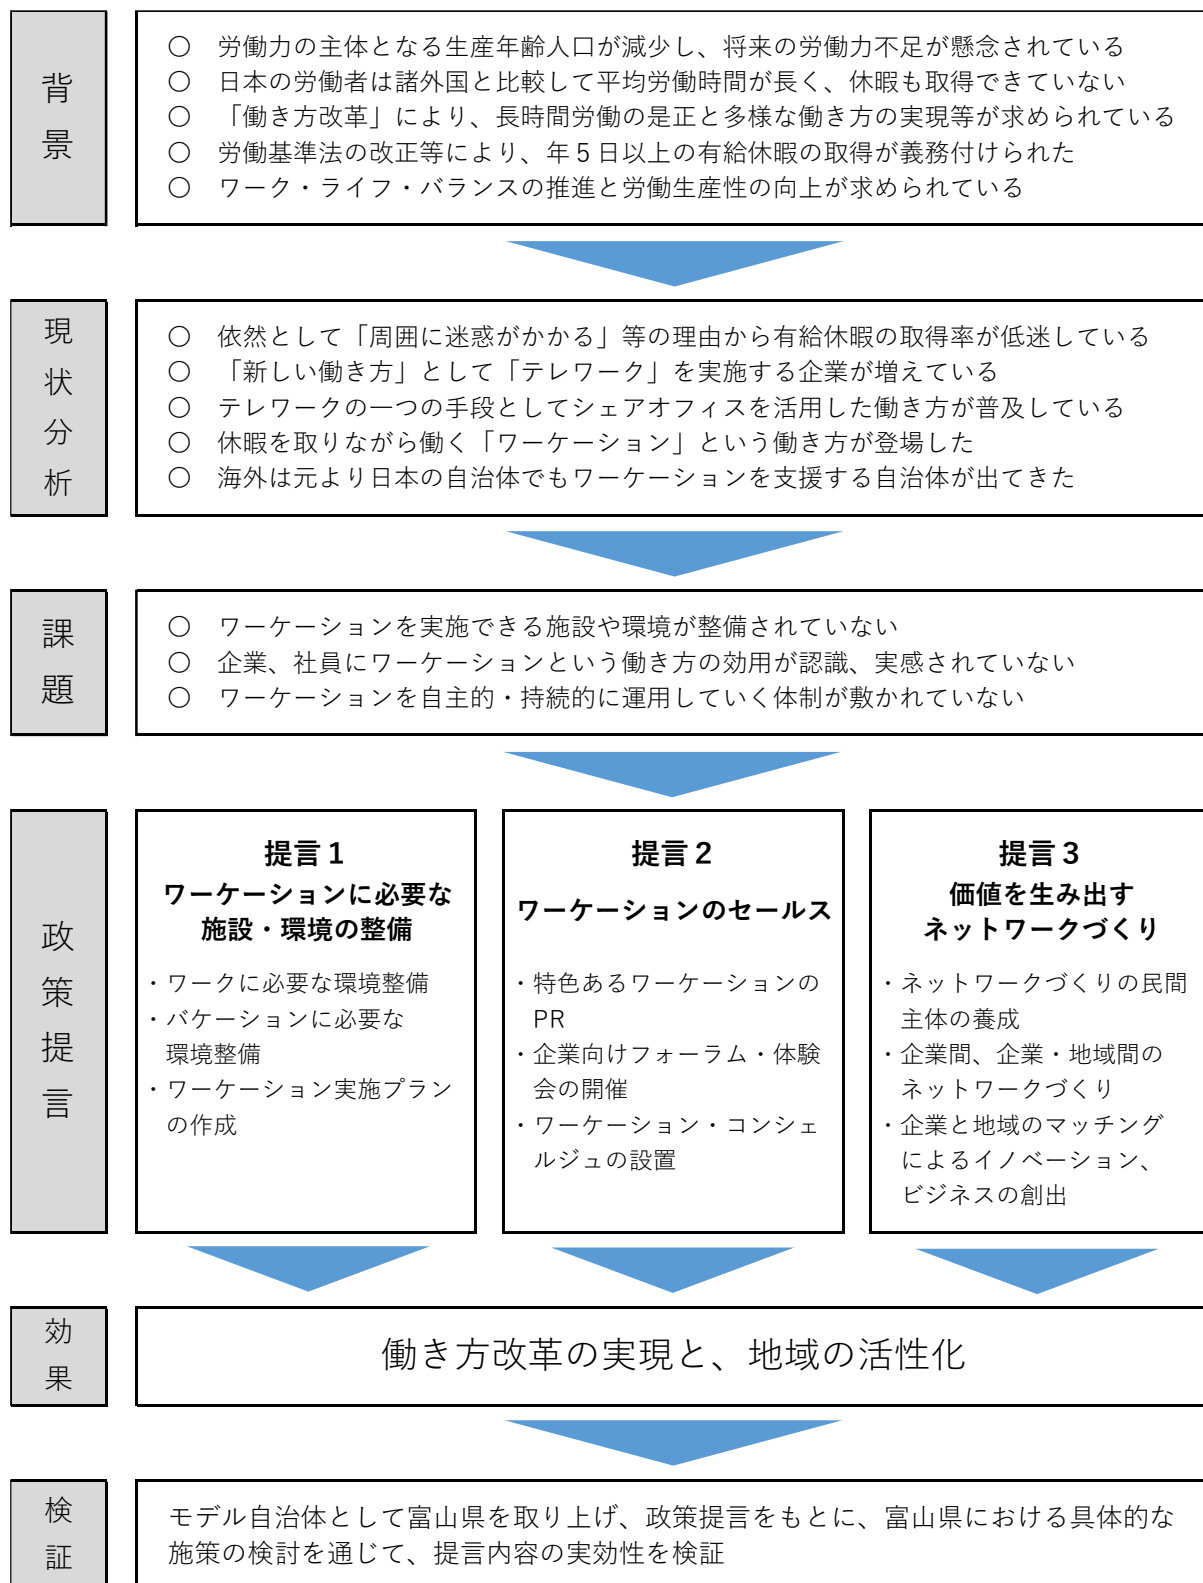 背景
○ 労働力の主体となる生産年齢人口が減少し、将来の労働力不足が懸念されている
○ 日本の労働者は諸外国と比較して平均労働時間が長く、休暇も取得できていない
○ 「働き方改革」により、長時間労働の是正と多様な働き方の実現等が求められている
○ 労働基準法の改正等により、年５日以上の有給休暇の取得が義務付けられた
○ ワーク・ライフ・バランスの推進と労働生産性の向上が求められている
現状分析
○ 依然として「周囲に迷惑がかかる」等の理由から有給休暇の取得率が低迷している
○ 「新しい働き方」として「テレワーク」を実施する企業が増えている
○ テレワークの一つの手段としてシェアオフィスを活用した働き方が普及している
○ 休暇を取りながら働く「ワーケーション」という働き方が登場した
○ 海外は元より日本の自治体でもワーケーションを支援する自治体が出てきた
課題
○ ワーケーションを実施できる施設や環境が整備されていない
○ 企業、社員にワーケーションという働き方の効用が認識、実感されていない
○ ワーケーションを自主的・持続的に運用していく体制が敷かれていない
政策提言
提言１
ワーケーションに必要な
施設・環境の整備
・ワークに必要な環境整備
・バケーションに必要な
環境整備
・ワーケーション実施プラン
の作成
提言２
ワーケーションのセールス
・特色あるワーケーションの
PR
・企業向けフォーラム・体験
会の開催
・ワーケーション・コンシェ
ルジュの設置
提言３
価値を生み出す
ネットワークづくり
・ネットワークづくりの民間
主体の養成
・企業間、企業・地域間の
ネットワークづくり
・企業と地域のマッチング
によるイノベーション、
ビジネスの創出
効果
働き方改革の実現と、地域の活性化
検証
モデル自治体として富山県を取り上げ、政策提言をもとに、富山県における具体的な
施策の検討を通じて、提言内容の実効性を検証